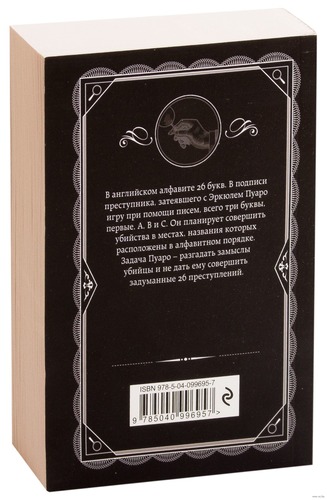 В английском алфавите 26 букв. В подписи
преступника, затеявшего с Эркюлем Пуаро
игру при помощи писем, всего три буквы,
первые. А, В и С. Он планирует совершить
убийства в местах, названия которых
расположены в алфавитном порядке.
Задача Пуаро – разгадать замыслы
убийцы и не дать ему совершить
задуманные 26 преступлений.
ISBN 978-5-04-099695-7
9 785040 996957 >